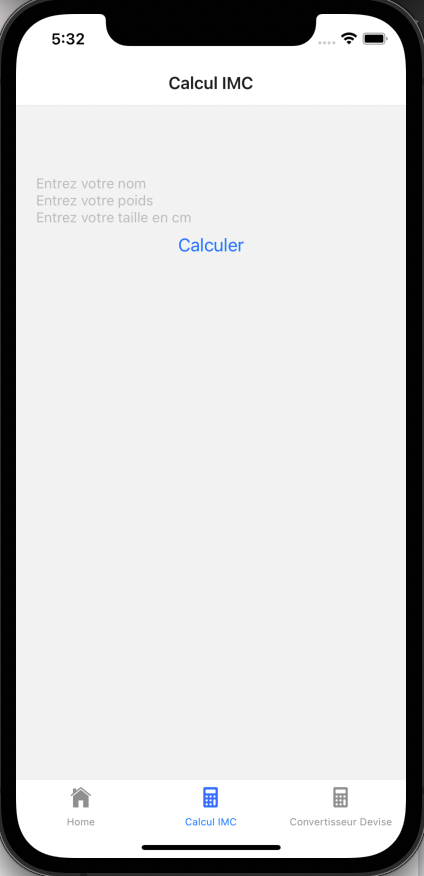 5:32
Calcul IMC
Entrez votre nom
Entrez votre poids
Entrez votre taille en cm
Calculer
Home
Calcul IMC
Convertisseur Devise